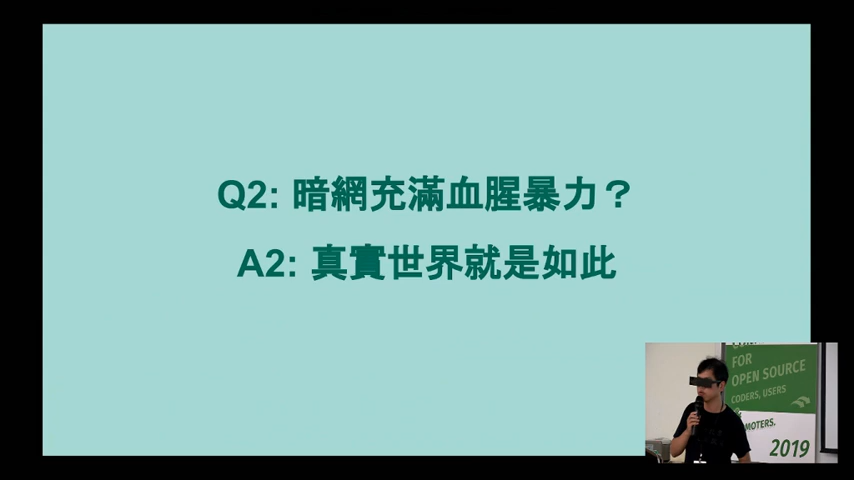 Q2: 暗網充滿血腥暴力？
A2: 真實世界就是如此
FOR
OPEN SOURCE
CODERS, USERS
&
MOTERS.
2019